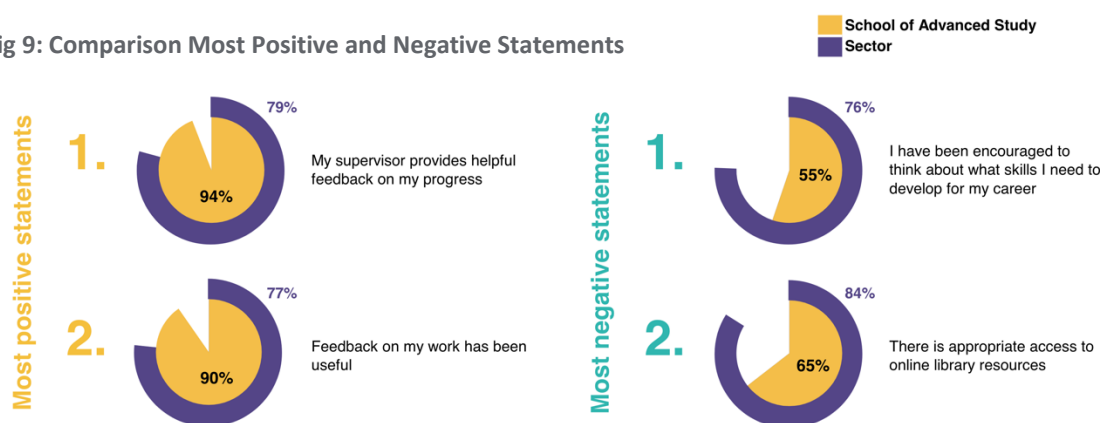 ig 9: Comparison Most Positive and Negative Statements
School of Advanced Study
Sector
Most positive statements
1.
79%
94%
My supervisor provides helpful
feedback on my progress
2.
77%
90%
Feedback on my work has been
useful
Most negative statements
1.
76%
55%
I have been encouraged to
think about what skills I need to
develop for my career
2.
84%
65%
There is appropriate access to
online library resources